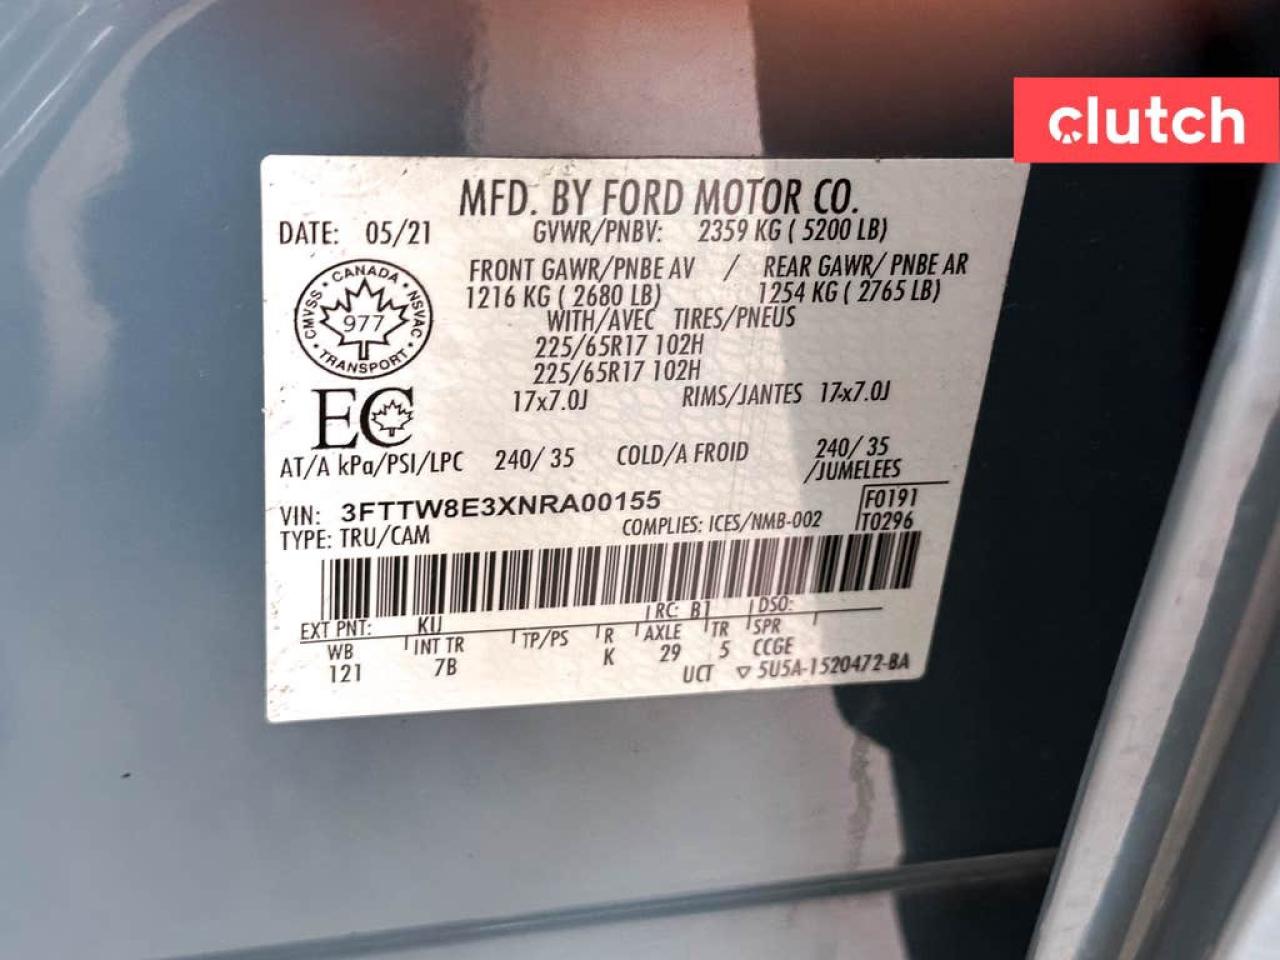 clutch
MFD. BY FORD MOTOR CO.
DATE: 05/21
GVWR/PNBV: 2359 KG ( 5200 LB)
FRONT GAWR/PNBE AV / REAR GAWR/ PNBE AR
1216 KG ( 2680 LB) 1254 KG ( 2765 LB)
WITH/AVEC TIRES/PNEUS
225/65R17 102H
225/65R17 102H
17x7.0J RIMS/JANTES 17x7.0J
CANADA
CMVSS NSVAC
977
TRANSPORT
EC
AT/A kPa/PSI/LPC 240/ 35 COLD/A FROID 240/ 35
/JUMELEES
VIN: 3FTTW8E3XNRA00155 F0191
TYPE: TRU/CAM COMPLIES: ICES/NMB-002 T0296
RC: B1 DSO:
EXT PNT: KU
WB INT TR TP/PS R AXLE TR SPR
121 7B K 29 5 CCGE
UCT ▽ 5U5A-1520472-BA